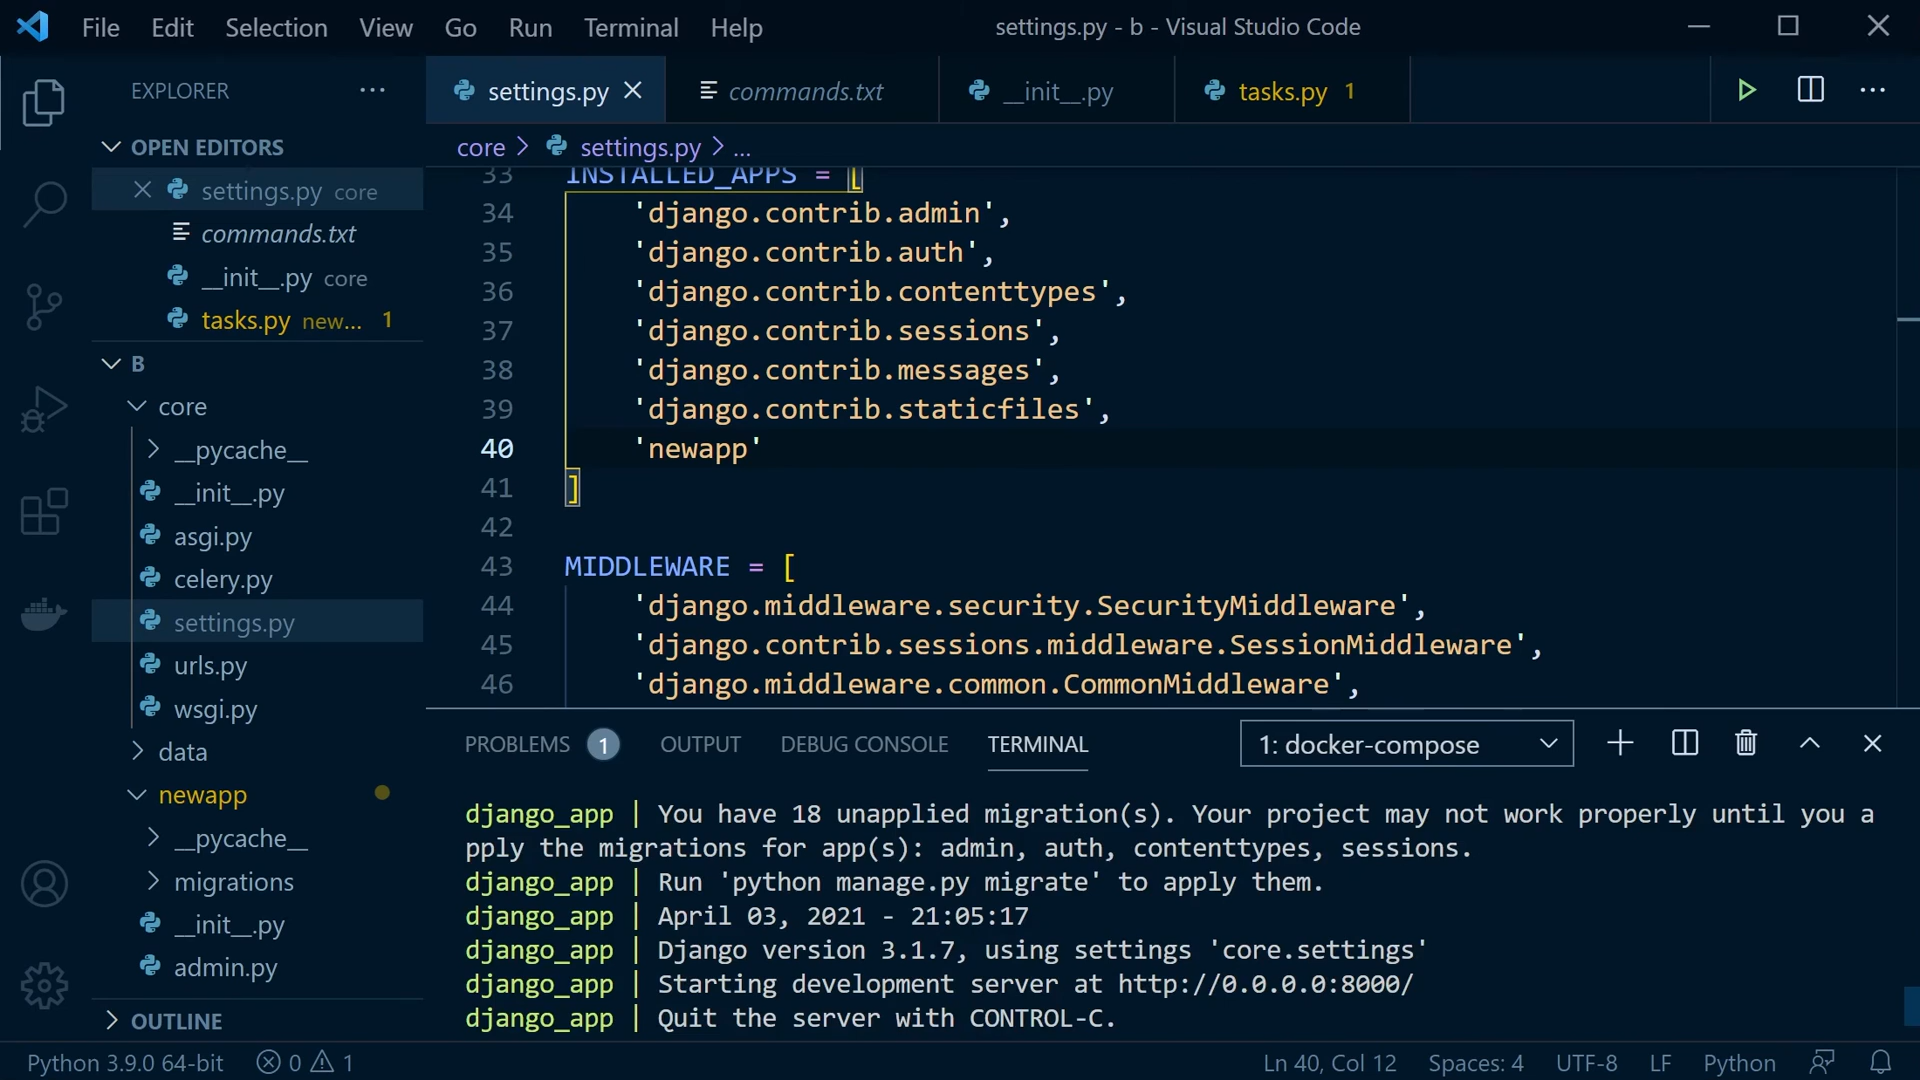 File Edit Selection View Go Run Terminal Help
settings.py - b - Visual Studio Code
EXPLORER
OPEN EDITORS
settings.py core
commands.txt
__init__.py core
tasks.py new... 1
B
core
__pycache__
__init__.py
asgi.py
celery.py
settings.py
urls.py
wsgi.py
data
newapp
__pycache__
migrations
__init__.py
admin.py
OUTLINE
settings.py commands.txt __init__.py tasks.py 1
core > settings.py > ...
33 INSTALLED_APPS = [
34 'django.contrib.admin',
35 'django.contrib.auth',
36 'django.contrib.contenttypes',
37 'django.contrib.sessions',
38 'django.contrib.messages',
39 'django.contrib.staticfiles',
40 'newapp'
41 ]
42
43 MIDDLEWARE = [
44 'django.middleware.security.SecurityMiddleware',
45 'django.contrib.sessions.middleware.SessionMiddleware',
46 'django.middleware.common.CommonMiddleware',
PROBLEMS 1 OUTPUT DEBUG CONSOLE TERMINAL 1: docker-compose
django_app | You have 18 unapplied migration(s). Your project may not work properly until you a
pply the migrations for app(s): admin, auth, contenttypes, sessions.
django_app | Run 'python manage.py migrate' to apply them.
django_app | April 03, 2021 - 21:05:17
django_app | Django version 3.1.7, using settings 'core.settings'
django_app | Starting development server at http://0.0.0.0:8000/
django_app | Quit the server with CONTROL-C.
Python 3.9.0 64-bit 0 1 Ln 40, Col 12 Spaces: 4 UTF-8 LF Python